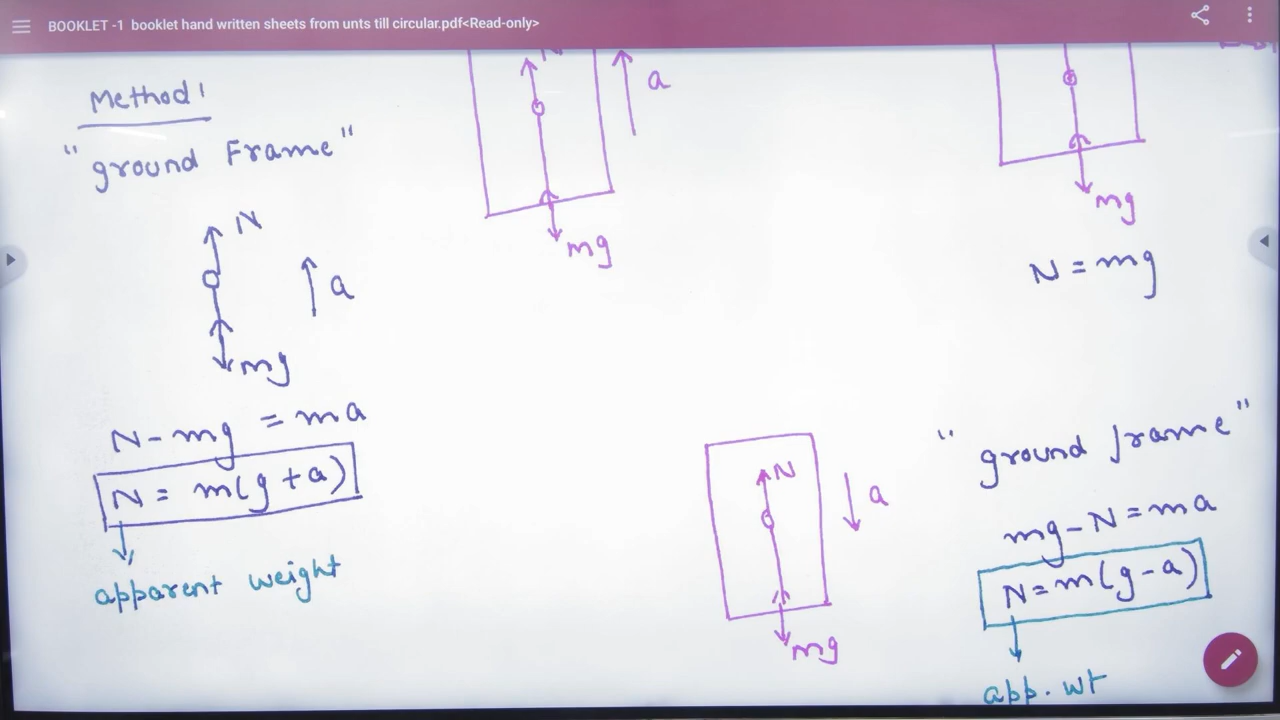 BOOKLET -1 booklet hand written sheets from unts till circular.pdf<Read-only>
Method 1
"ground Frame"
N
a
mg
N - mg = ma
N = m(g + a)
apparent weight
N
a
mg
mg
N = mg
N
a
mg
"ground frame"
mg - N = ma
N = m(g - a)
app. wt